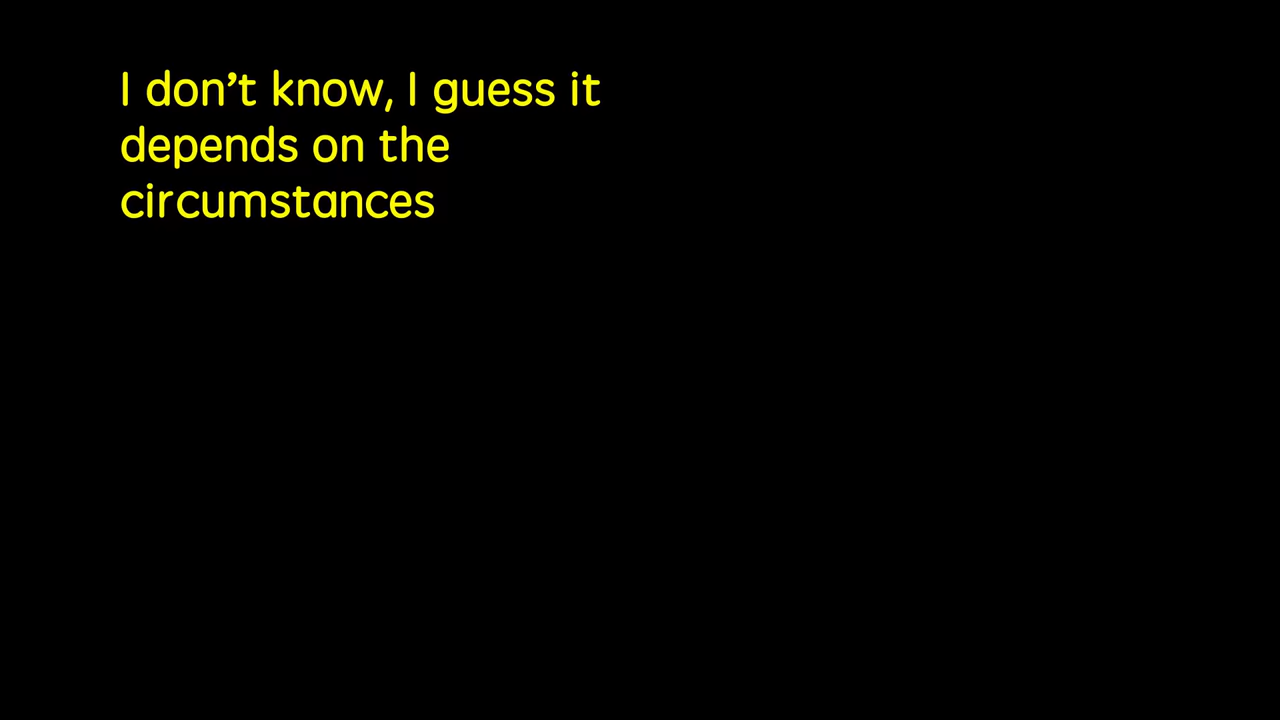 I don’t know, I guess it
depends on the
circumstances